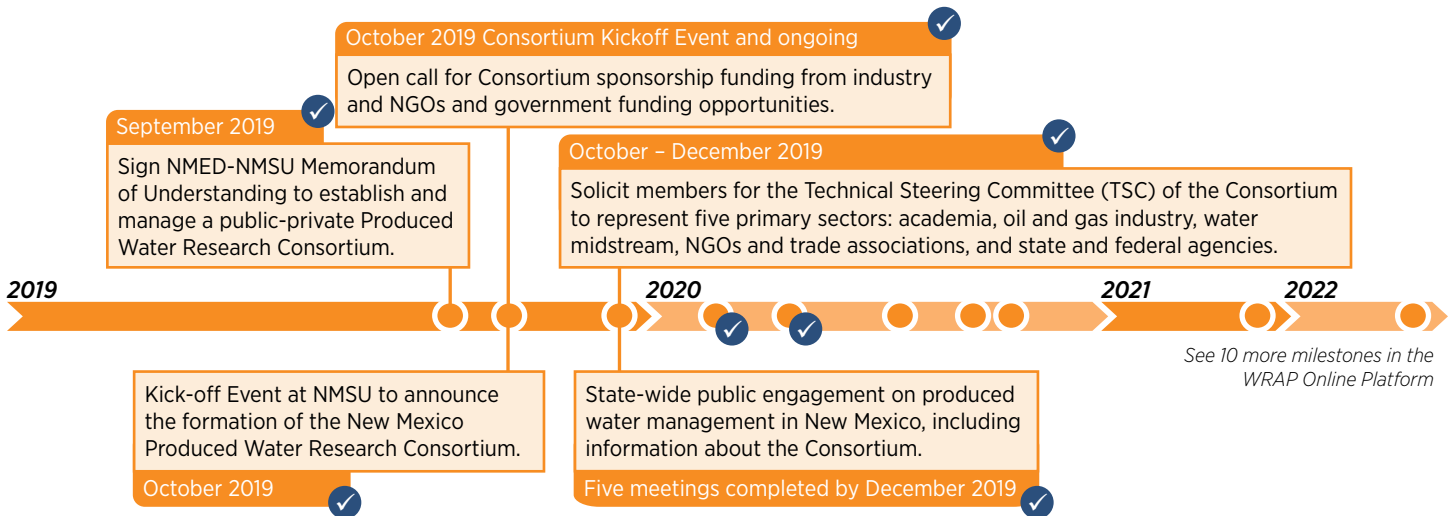 October 2019 Consortium Kickoff Event and ongoing
Open call for Consortium sponsorship funding from industry
and NGOs and government funding opportunities.
September 2019
Sign NMED-NMSU Memorandum
of Understanding to establish and
manage a public-private Produced
Water Research Consortium.
October – December 2019
Solicit members for the Technical Steering Committee (TSC) of the Consortium
to represent five primary sectors: academia, oil and gas industry, water
midstream, NGOs and trade associations, and state and federal agencies.
2019
2020
2021
2022
See 10 more milestones in the
WRAP Online Platform
Kick-off Event at NMSU to announce
the formation of the New Mexico
Produced Water Research Consortium.
October 2019
State-wide public engagement on produced
water management in New Mexico, including
information about the Consortium.
Five meetings completed by December 2019